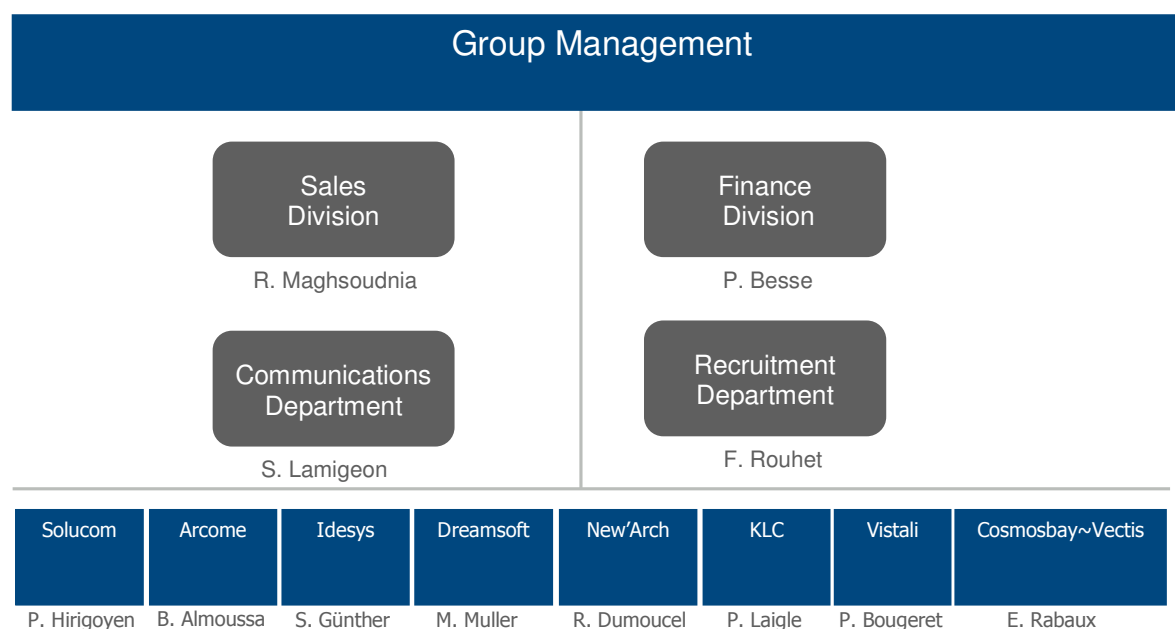 Group Management
Sales
Division
R. Maghsoudnia
Finance
Division
P. Besse
Communications
Department
S. Lamigeon
Recruitment
Department
F. Rouhet
Solucom
Arcome
Idesys
Dreamsoft
New'Arch
KLC
Vistali
Cosmosbay~Vectis
P. Hirigoyen
B. Almoussa
S. Günther
M. Muller
R. Dumoucel
P. Laigle
P. Bougeret
E. Rabaux